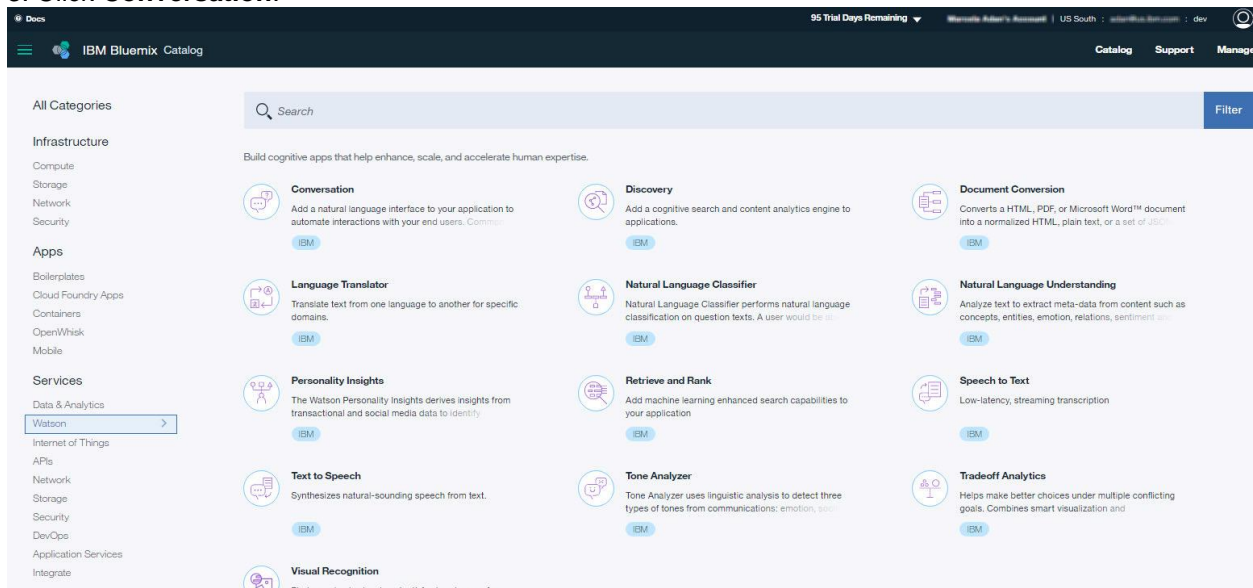 Click Conversation.
Docs
95 Trial Days Remaining
US South : : dev
IBM Bluemix Catalog
Catalog Support Manage
All Categories
Search
Filter
Infrastructure
Compute
Storage
Network
Security
Apps
Boilerplates
Cloud Foundry Apps
Containers
OpenWhisk
Mobile
Services
Data & Analytics
Watson
Internet of Things
APIs
Network
Storage
Security
DevOps
Application Services
Integrate
Build cognitive apps that help enhance, scale, and accelerate human expertise.
Conversation
Add a natural language interface to your application to
automate interactions with your end users.
IBM
Discovery
Add a cognitive search and content analytics engine to
applications.
IBM
Document Conversion
Converts a HTML, PDF, or Microsoft Word™ document
into a normalized HTML, plain text, or a set of JSON
IBM
Language Translator
Translate text from one language to another for specific
domains.
IBM
Natural Language Classifier
Natural Language Classifier performs natural language
classification on question texts. A user would be
IBM
Natural Language Understanding
Analyze text to extract meta-data from content such as
concepts, entities, emotion, relations, sentiment
IBM
Personality Insights
The Watson Personality Insights derives insights from
transactional and social media data to identify
IBM
Retrieve and Rank
Add machine learning enhanced search capabilities to
your application
IBM
Speech to Text
Low-latency, streaming transcription
IBM
Text to Speech
Synthesizes natural-sounding speech from text.
IBM
Tone Analyzer
Tone Analyzer uses linguistic analysis to detect three
types of tones from communications: emotion,
IBM
Tradeoff Analytics
Helps make better choices under multiple conflicting
goals. Combines smart visualization and
IBM
Visual Recognition